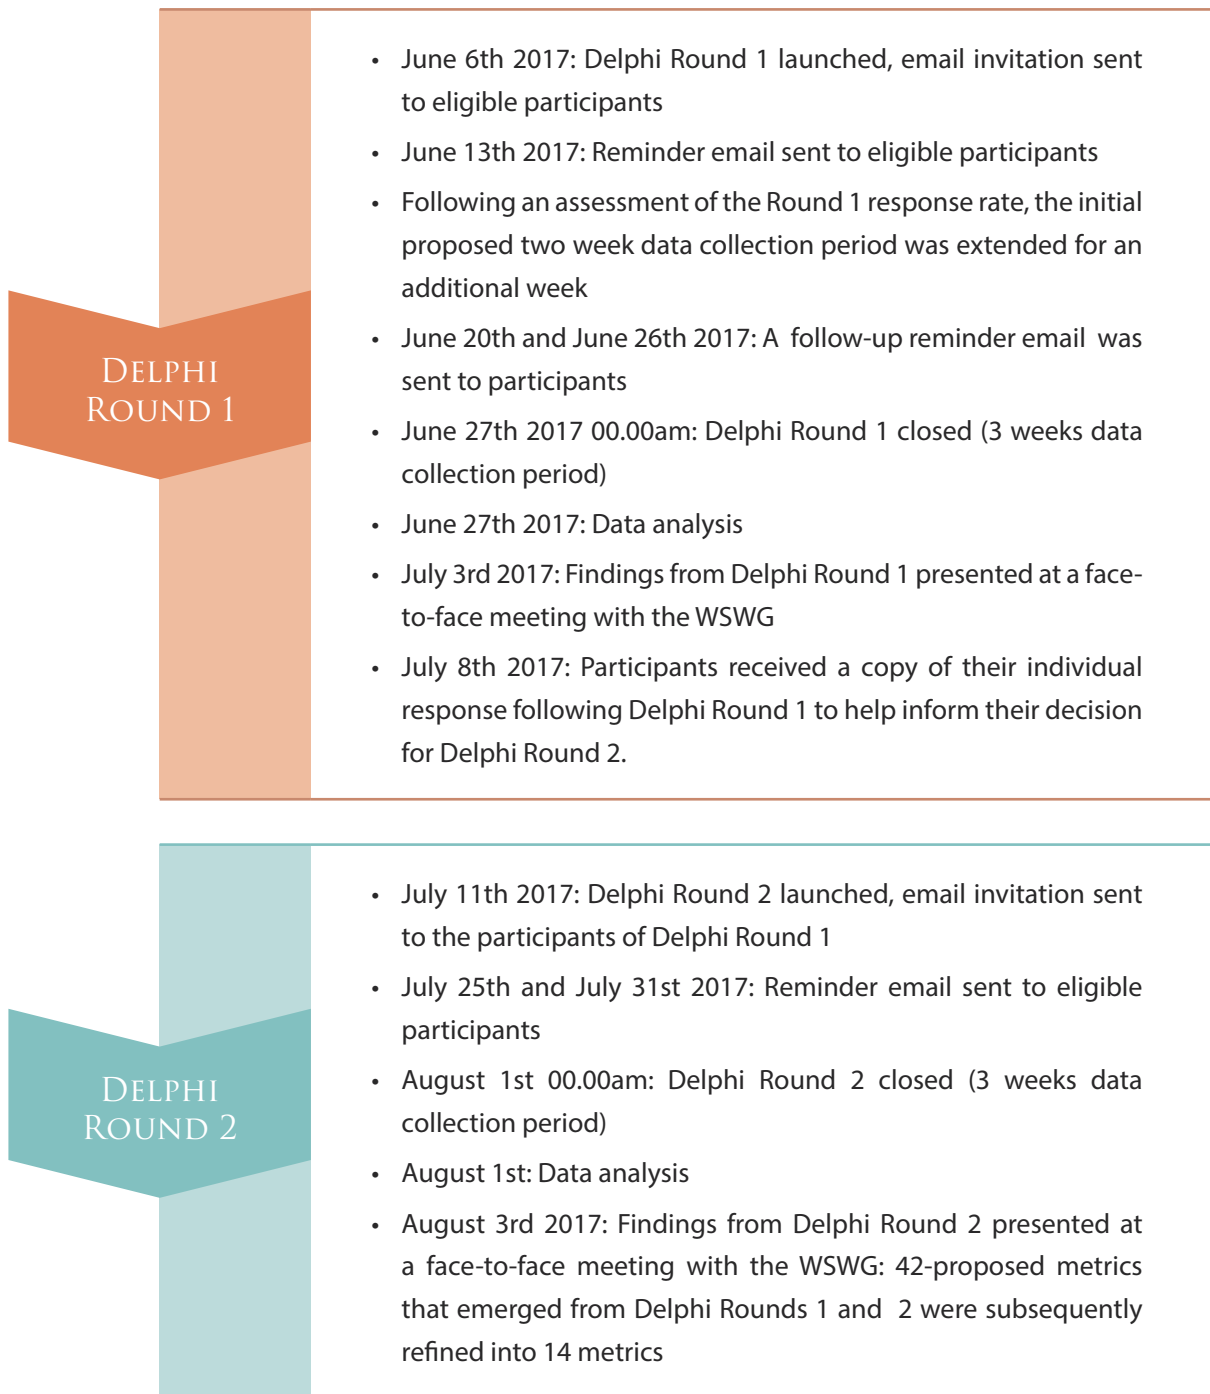 DELPHI
ROUND 1
• June 6th 2017: Delphi Round 1 launched, email invitation sent
to eligible participants
• June 13th 2017: Reminder email sent to eligible participants
• Following an assessment of the Round 1 response rate, the initial
proposed two week data collection period was extended for an
additional week
• June 20th and June 26th 2017: A follow-up reminder email was
sent to participants
• June 27th 2017 00.00am: Delphi Round 1 closed (3 weeks data
collection period)
• June 27th 2017: Data analysis
• July 3rd 2017: Findings from Delphi Round 1 presented at a face-
to-face meeting with the WSWG
• July 8th 2017: Participants received a copy of their individual
response following Delphi Round 1 to help inform their decision
for Delphi Round 2.
DELPHI
ROUND 2
• July 11th 2017: Delphi Round 2 launched, email invitation sent
to the participants of Delphi Round 1
• July 25th and July 31st 2017: Reminder email sent to eligible
participants
• August 1st 00.00am: Delphi Round 2 closed (3 weeks data
collection period)
• August 1st: Data analysis
• August 3rd 2017: Findings from Delphi Round 2 presented at
a face-to-face meeting with the WSWG: 42-proposed metrics
that emerged from Delphi Rounds 1 and 2 were subsequently
refined into 14 metrics